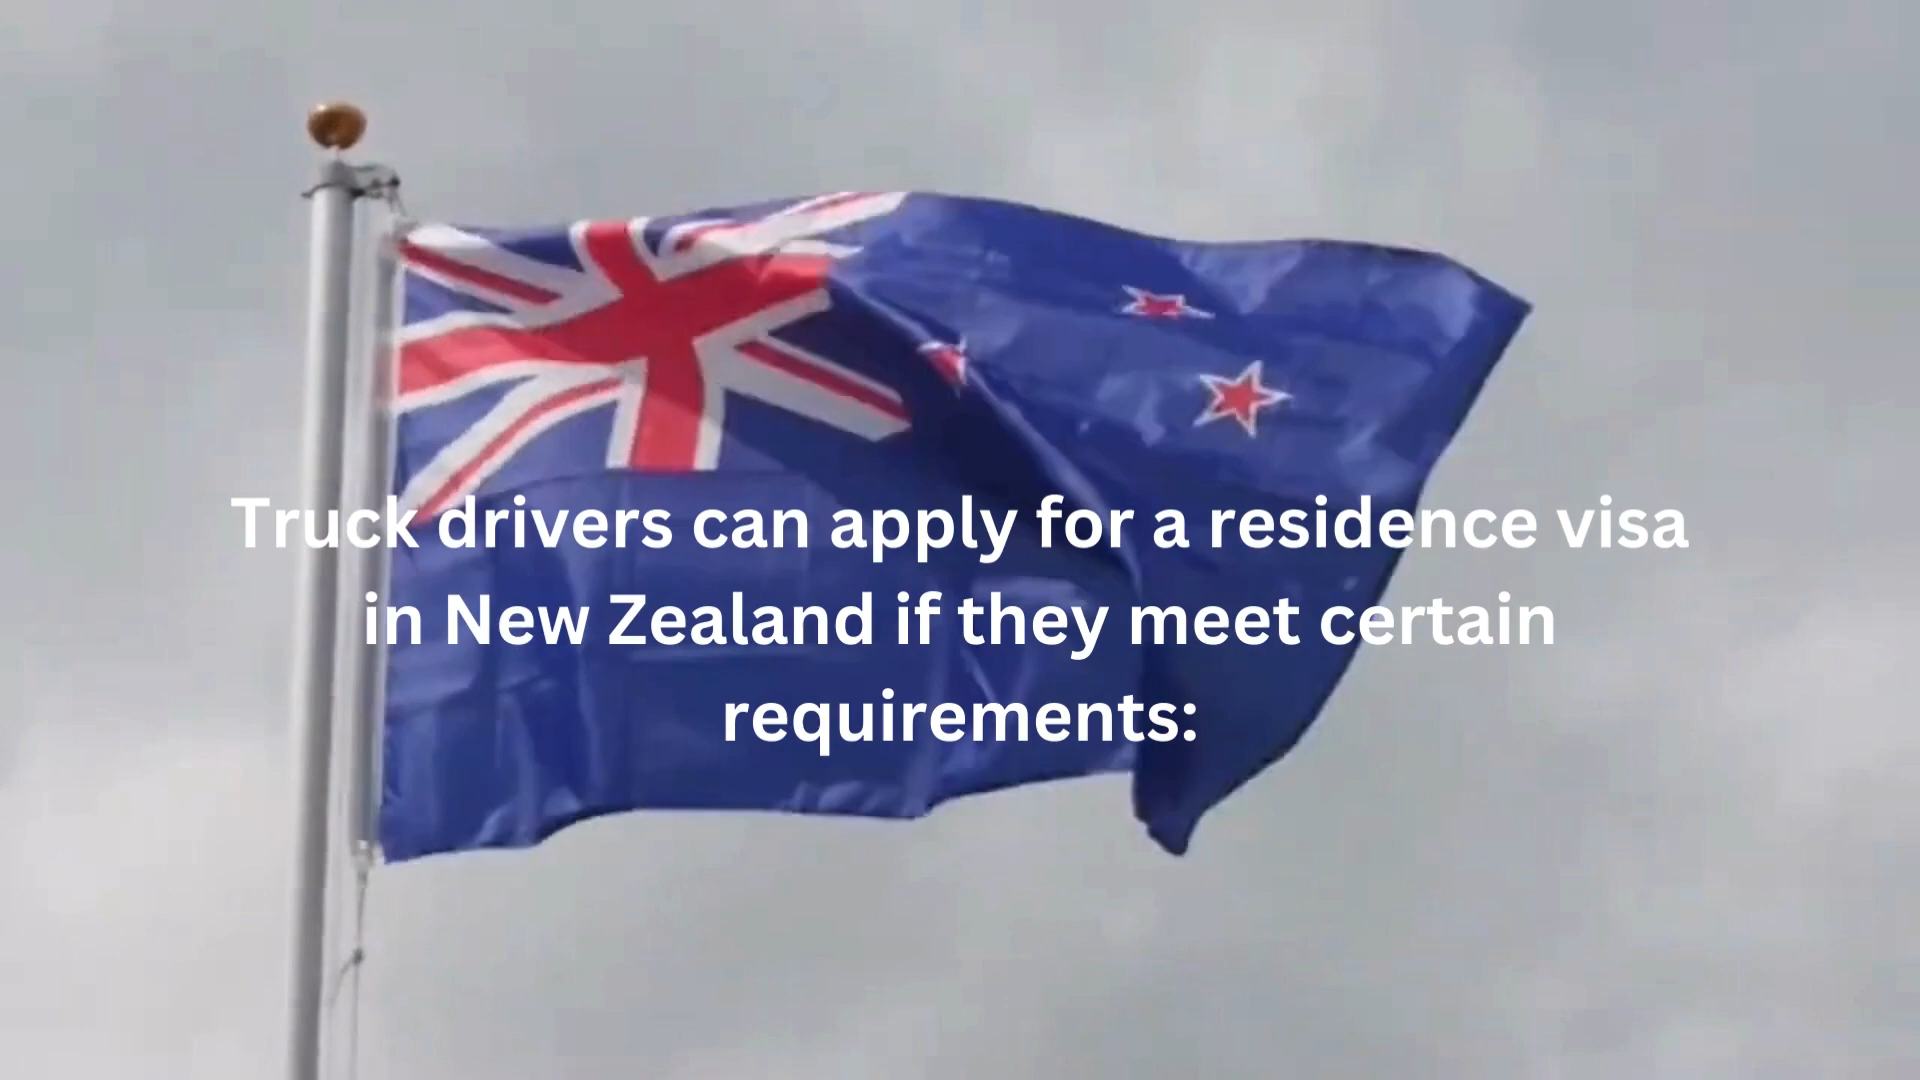 Truck drivers can apply for a residence visa
in New Zealand if they meet certain
requirements: